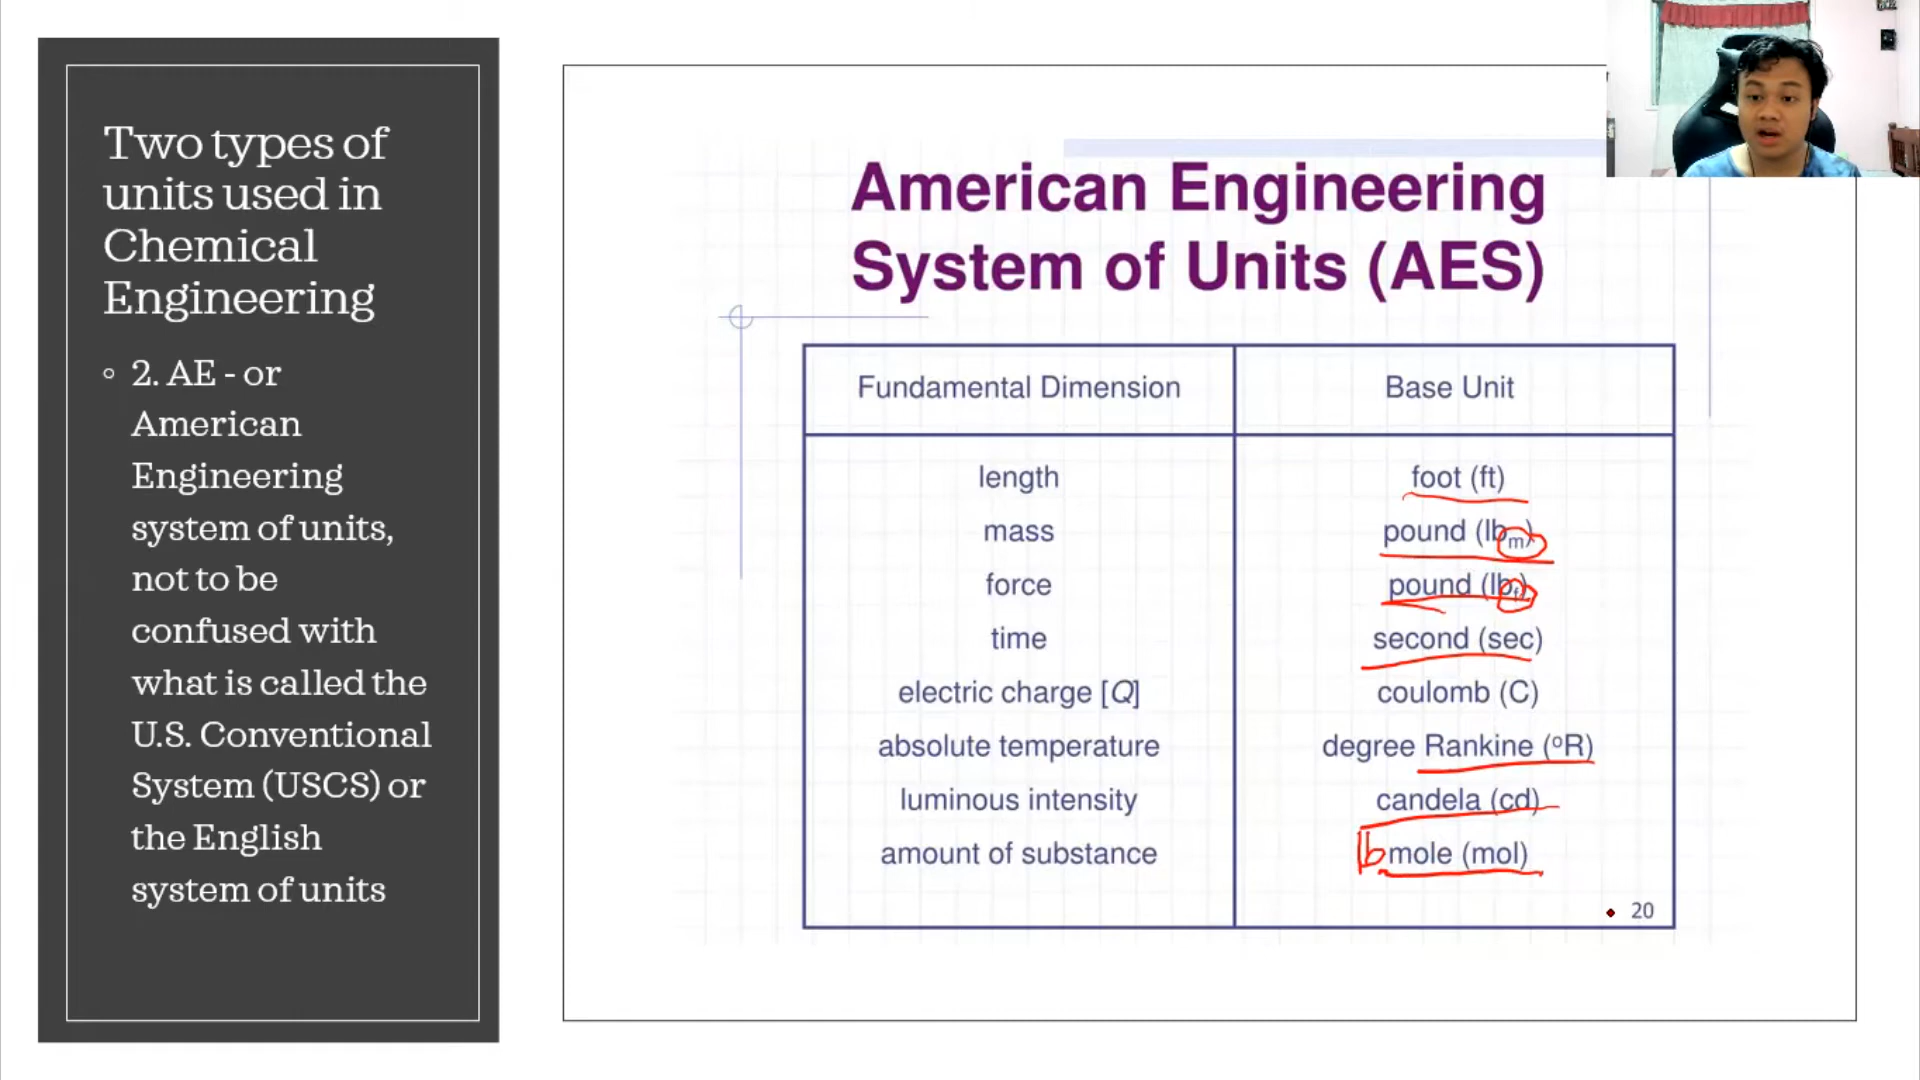 Two types of
units used in
Chemical
Engineering
◦ 2. AE - or
American
Engineering
system of units,
not to be
confused with
what is called the
U.S. Conventional
System (USCS) or
the English
system of units
American Engineering
System of Units (AES)
Fundamental Dimension Base Unit
length foot (ft)
mass pound (lbm)
force pound (lbf)
time second (sec)
electric charge [Q] coulomb (C)
absolute temperature degree Rankine (ºR)
luminous intensity candela (cd)
amount of substance lb mole (mol)
20